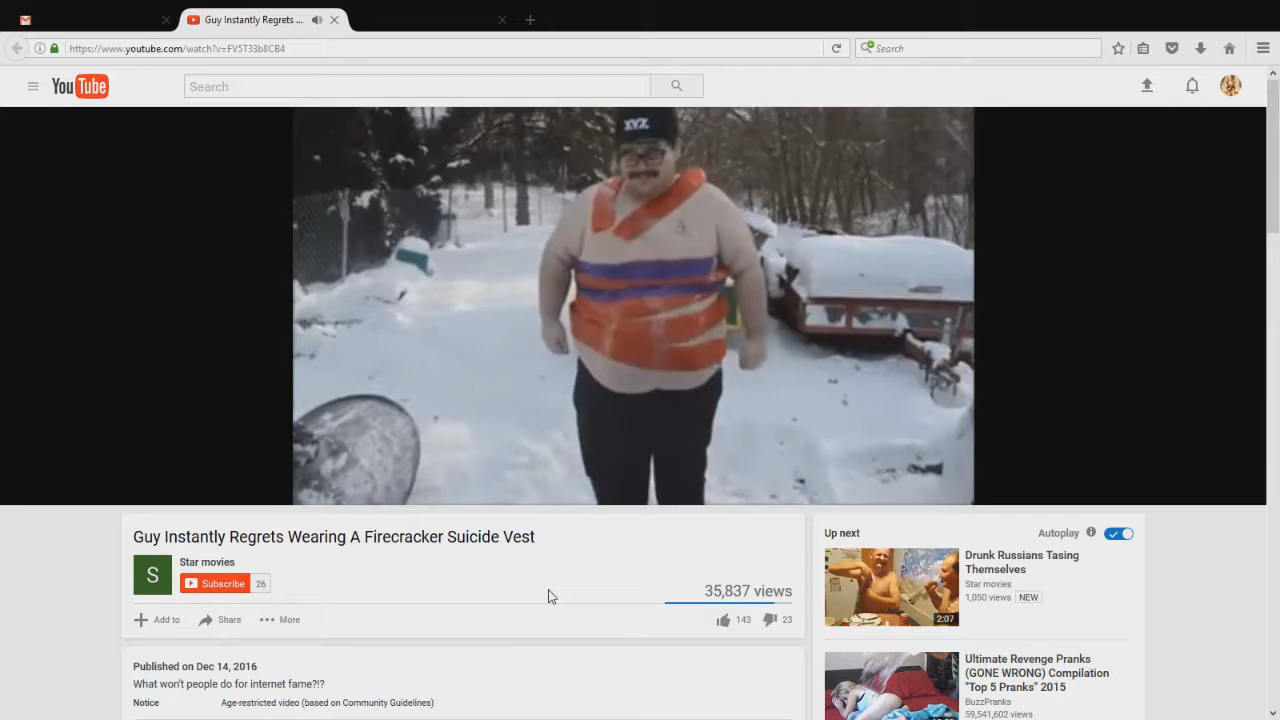 Guy Instantly Regrets ...
https://www.youtube.com/watch?v=FV5T33b8CB4
Search
YouTube
Search
XYZ
Guy Instantly Regrets Wearing A Firecracker Suicide Vest
S
Star movies
Subscribe 26
35,837 views
Add to Share More
143 23
Published on Dec 14, 2016
What won't people do for internet fame?!?
Notice Age-restricted video (based on Community Guidelines)
Up next
Autoplay
2:07
Drunk Russians Tasing
Themselves
Star movies
1,050 views NEW
Ultimate Revenge Pranks
(GONE WRONG) Compilation
"Top 5 Pranks" 2015
BuzzPranks
59,541,602 views